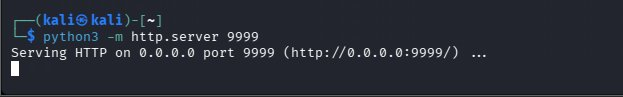 ┌──(kali㉿kali)-[~]
└─$ python3 -m http.server 9999
Serving HTTP on 0.0.0.0 port 9999 (http://0.0.0.0:9999/) ...